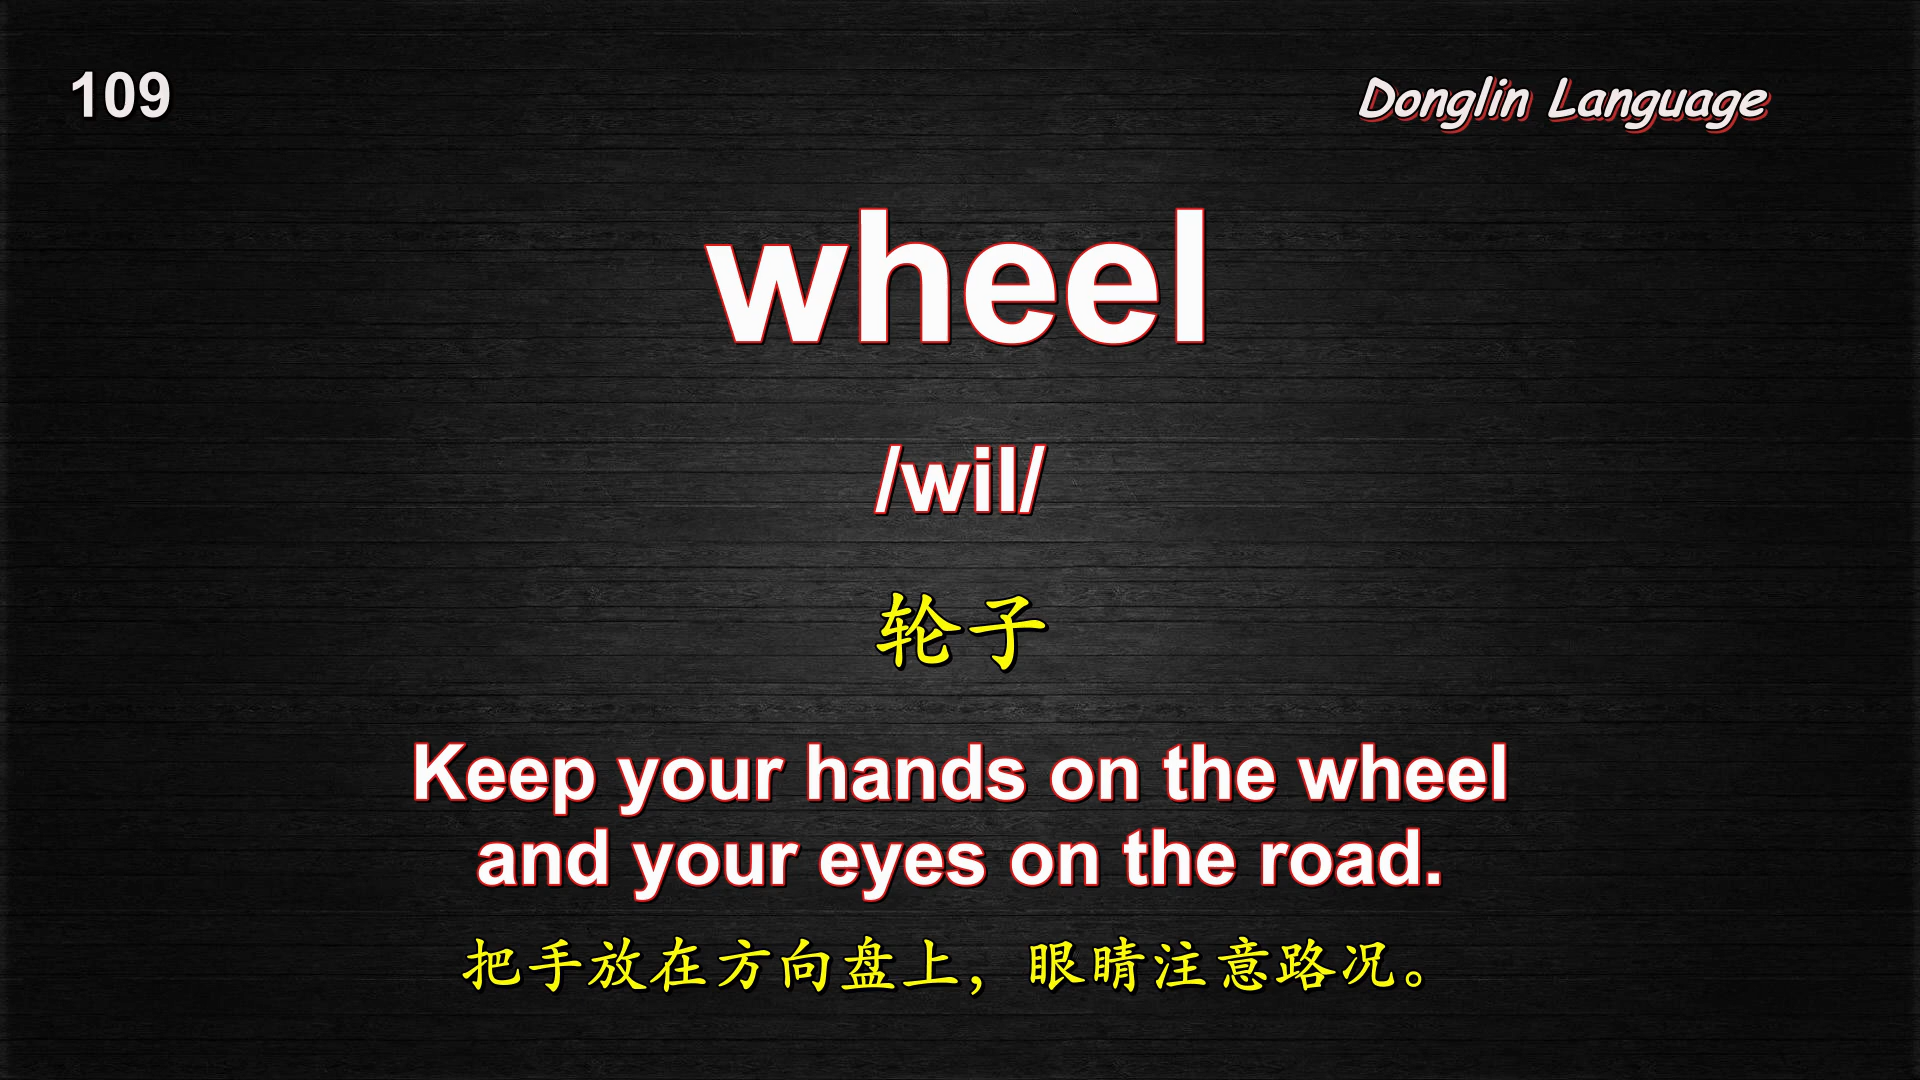 109
Donglin Language
wheel
/wil/
轮子
Keep your hands on the wheel
and your eyes on the road.
把手放在方向盘上，眼睛注意路况。